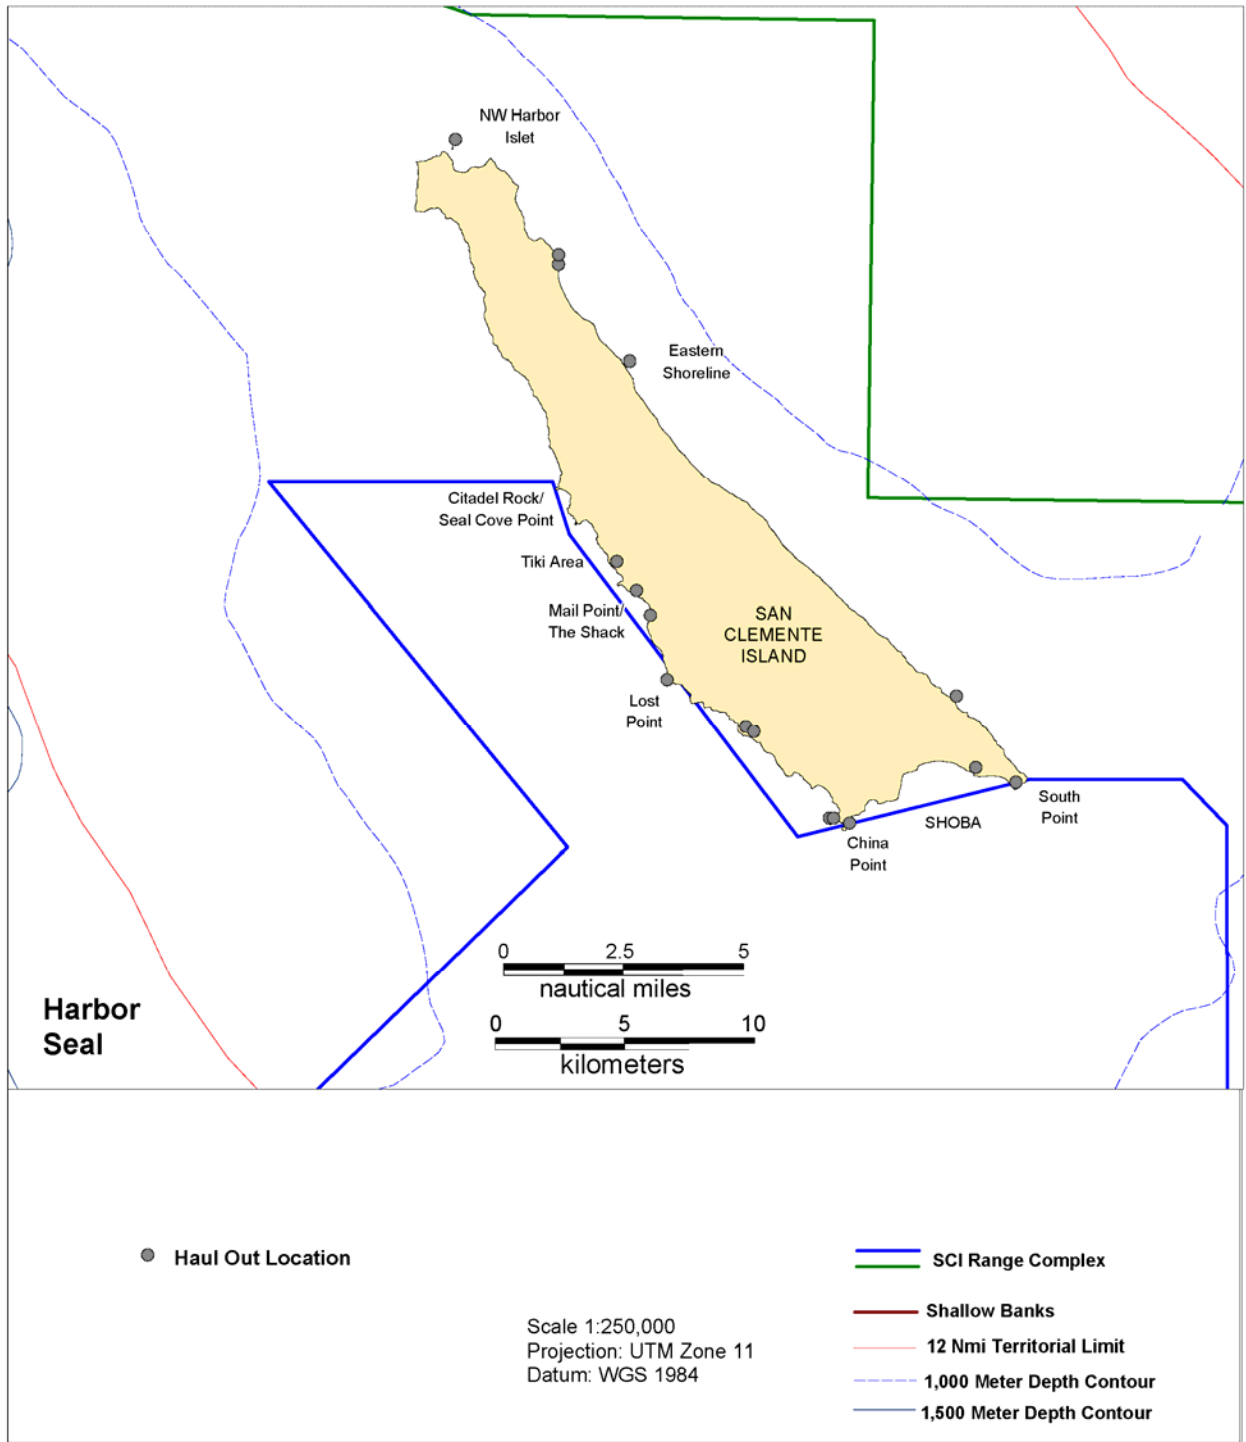 NW Harbor
Islet
Eastern
Shoreline
Citadel Rock/
Seal Cove Point
Tiki Area
Mail Point/
The Shack
SAN
CLEMENTE
ISLAND
Lost
Point
South
Point
SHOBA
China
Point
0 2.5 5
nautical miles
0 5 10
kilometers
Harbor
Seal
Haul Out Location
Scale 1:250,000
Projection: UTM Zone 11
Datum: WGS 1984
SCI Range Complex
Shallow Banks
12 Nmi Territorial Limit
1,000 Meter Depth Contour
1,500 Meter Depth Contour